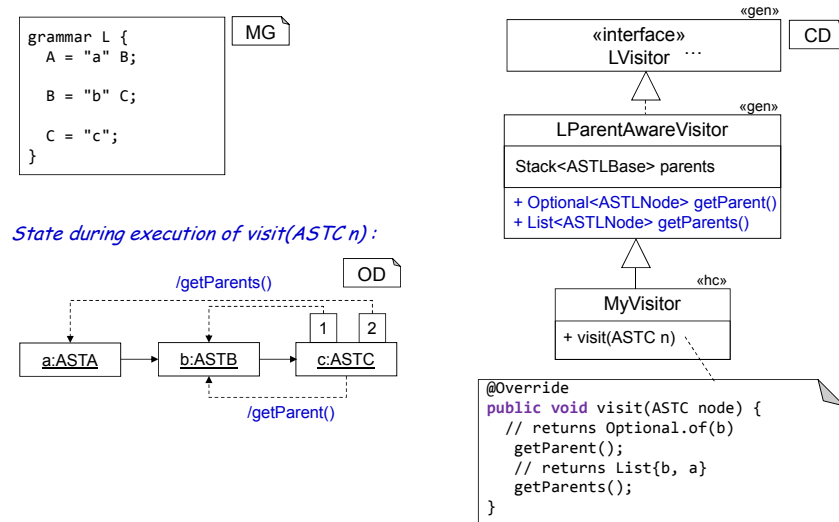 grammar L {
A = "a" B;
B = "b" C;
C = "c";
}
MG
State during execution of visit(ASTC n) :
OD
/getParents()
1
2
a:ASTA
b:ASTB
c:ASTC
/getParent()
«gen»
CD
«interface»
LVisitor ...
«gen»
LParentAwareVisitor
Stack<ASTLBase> parents
+ Optional<ASTLNode> getParent()
+ List<ASTLNode> getParents()
«hc»
MyVisitor
+ visit(ASTC n)
@Override
public void visit(ASTC node) {
// returns Optional.of(b)
getParent();
// returns List{b, a}
getParents();
}